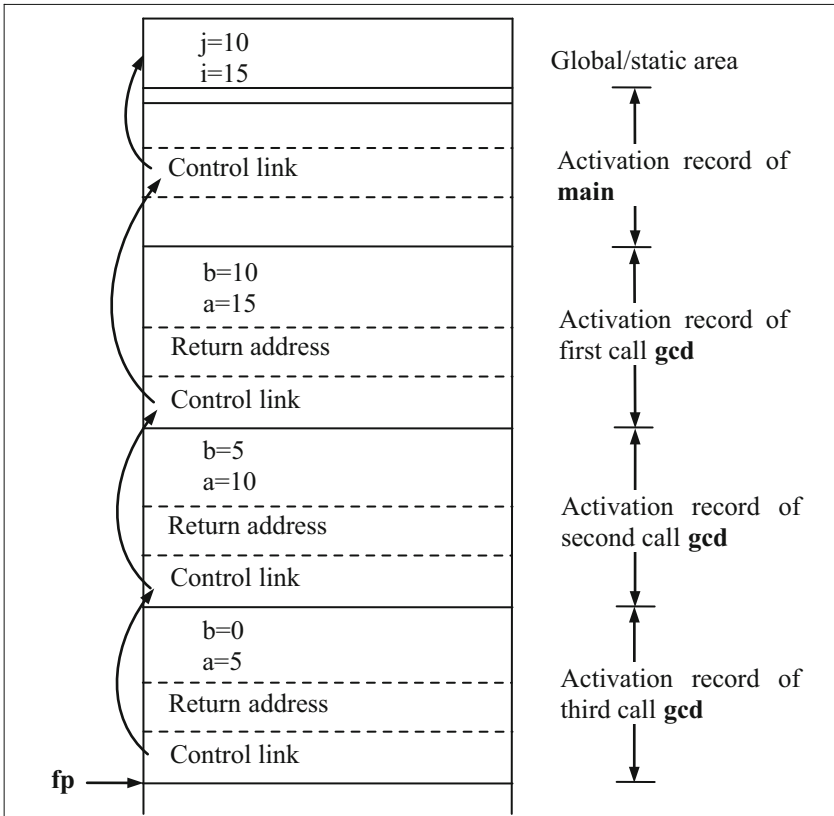 j=10
i=15
Global/static area
Control link
Activation record of
main
b=10
a=15
Return address
Control link
Activation record of
first call gcd
b=5
a=10
Return address
Control link
Activation record of
second call gcd
b=0
a=5
Return address
Control link
Activation record of
third call gcd
fp